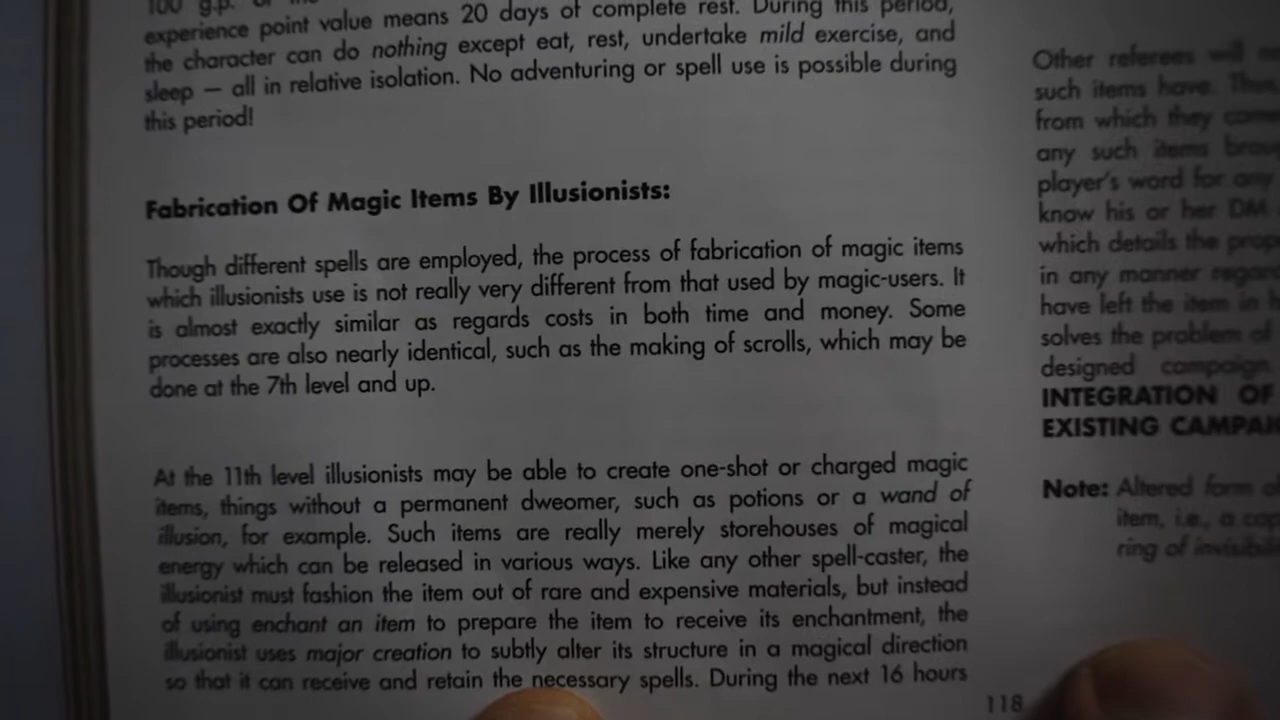 100 g.p. of the
experience point value means 20 days of complete rest. During this period,
the character can do nothing except eat, rest, undertake mild exercise, and
sleep — all in relative isolation. No adventuring or spell use is possible during
this period!
Fabrication Of Magic Items By Illusionists:
Though different spells are employed, the process of fabrication of magic items
which illusionists use is not really very different from that used by magic-users. It
is almost exactly similar as regards costs in both time and money. Some
processes are also nearly identical, such as the making of scrolls, which may be
done at the 7th level and up.
At the 11th level illusionists may be able to create one-shot or charged magic
items, things without a permanent dweomer, such as potions or a wand of
illusion, for example. Such items are really merely storehouses of magical
energy which can be released in various ways. Like any other spell-caster, the
illusionist must fashion the item out of rare and expensive materials, but instead
of using enchant an item to prepare the item to receive its enchantment, the
illusionist uses major creation to subtly alter its structure in a magical direction
so that it can receive and retain the necessary spells. During the next 16 hours
118
Other referees will
such items have.
from which they
any such items
player's word for any
know his or her DM
which details the
in any manner
have left the item in
solves the problem of
designed campaign
INTEGRATION OF
EXISTING
Note: Altered form
item, i.e., a
ring of